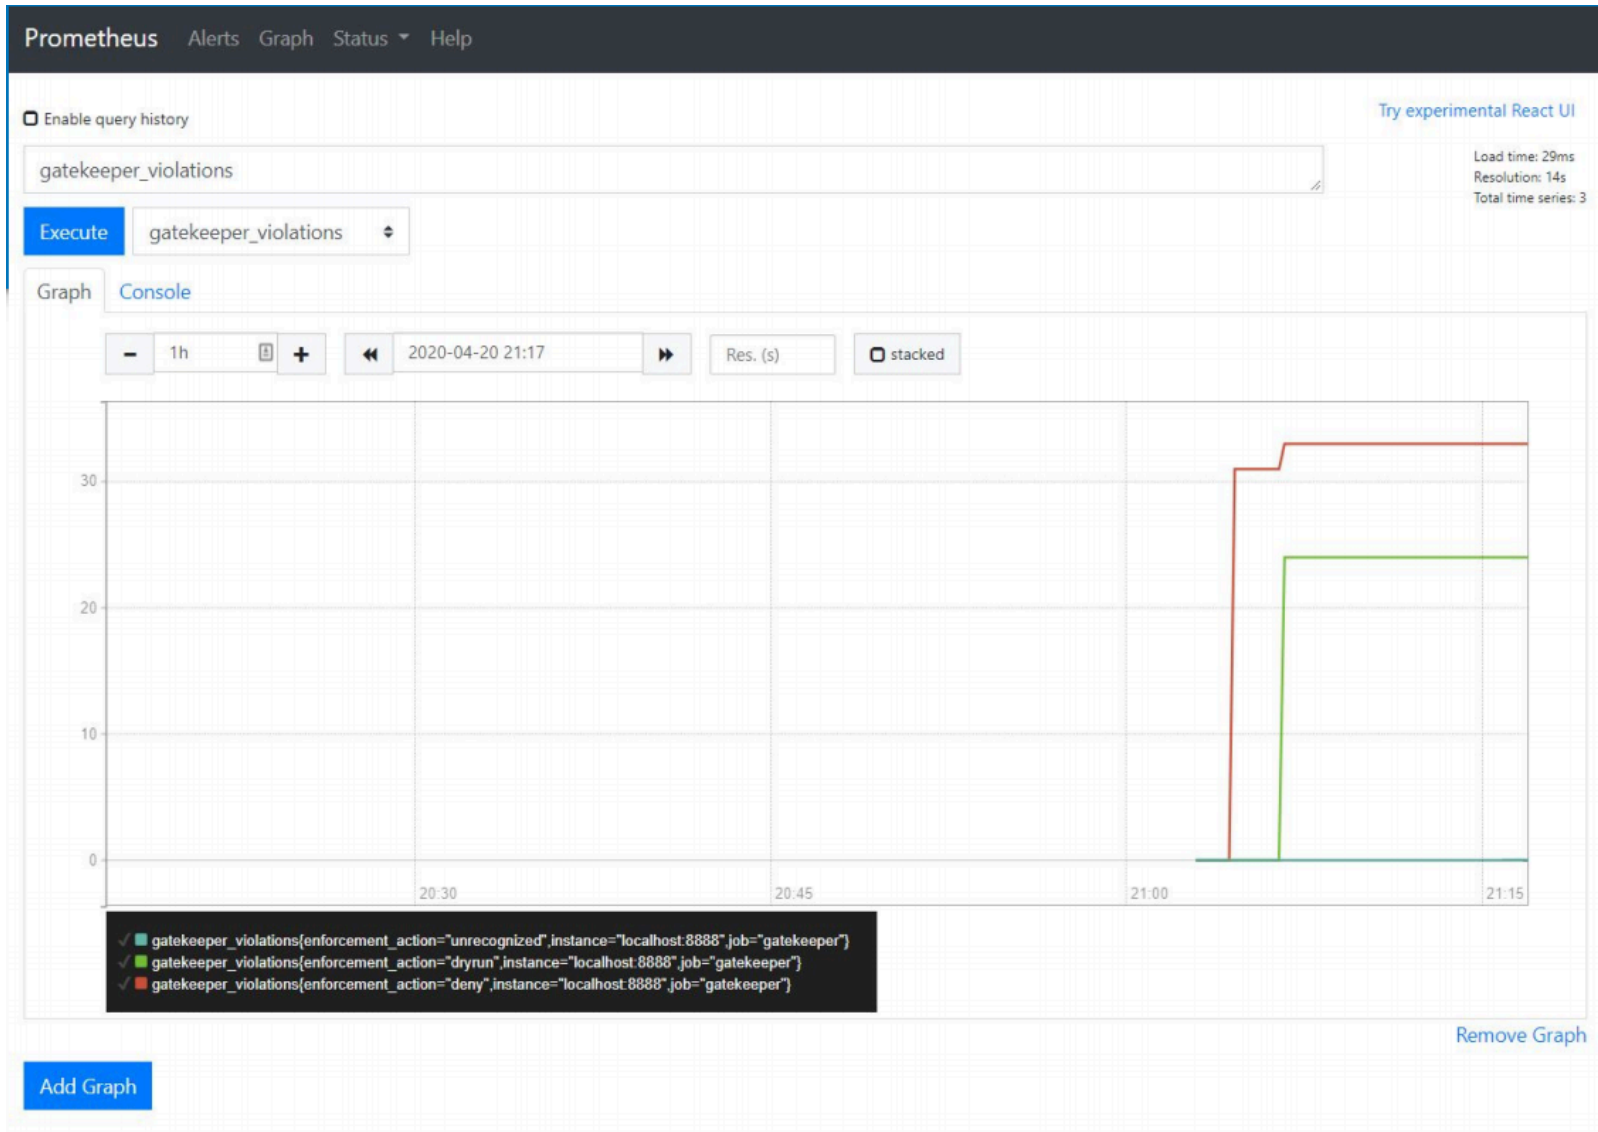 Prometheus Alerts Graph Status Help
Enable query history
Try experimental React UI
gatekeeper_violations
Load time: 29ms
Resolution: 14s
Total time series: 3
Execute gatekeeper_violations
Graph Console
1h 2020-04-20 21:17 Res. (s) stacked
30
20
10
0
20:30 20:45 21:00 21:15
gatekeeper_violations{enforcement_action="unrecognized",instance="localhost:8888",job="gatekeeper"}
gatekeeper_violations{enforcement_action="dryrun",instance="localhost:8888",job="gatekeeper"}
gatekeeper_violations{enforcement_action="deny",instance="localhost:8888",job="gatekeeper"}
Remove Graph
Add Graph